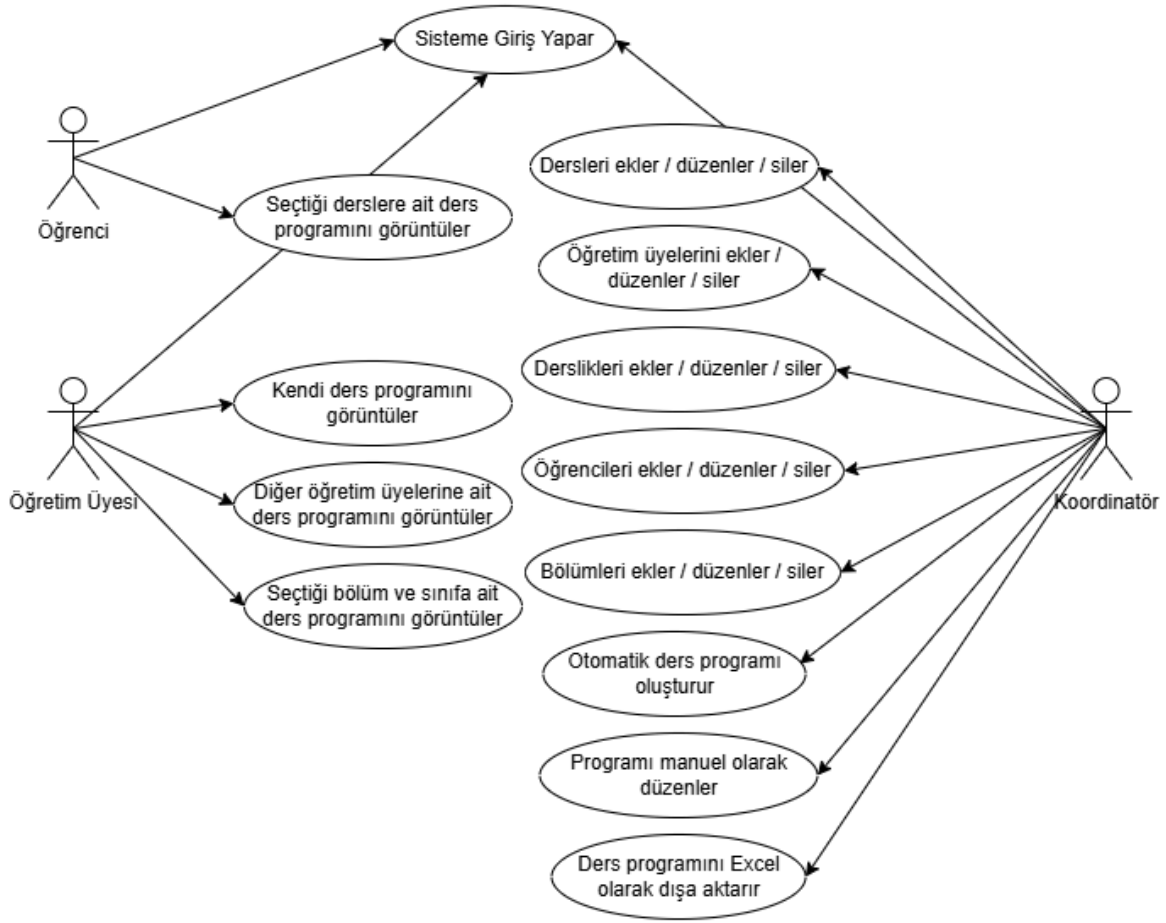 Sisteme Giriş Yapar
Öğrenci
Seçtiği derslere ait ders
programını görüntüler
Dersleri ekler / düzenler / siler
Öğretim üyelerini ekler /
düzenler / siler
Derslikleri ekler / düzenler / siler
Kendi ders programını
görüntüler
Öğretim Üyesi
Diğer öğretim üyelerine ait
ders programını görüntüler
Öğrencileri ekler / düzenler / siler
Koordinatör
Seçtiği bölüm ve sınıfa ait
ders programını görüntüler
Bölümleri ekler / düzenler / siler
Otomatik ders programı
oluşturur
Programı manuel olarak
düzenler
Ders programını Excel
olarak dışa aktarır